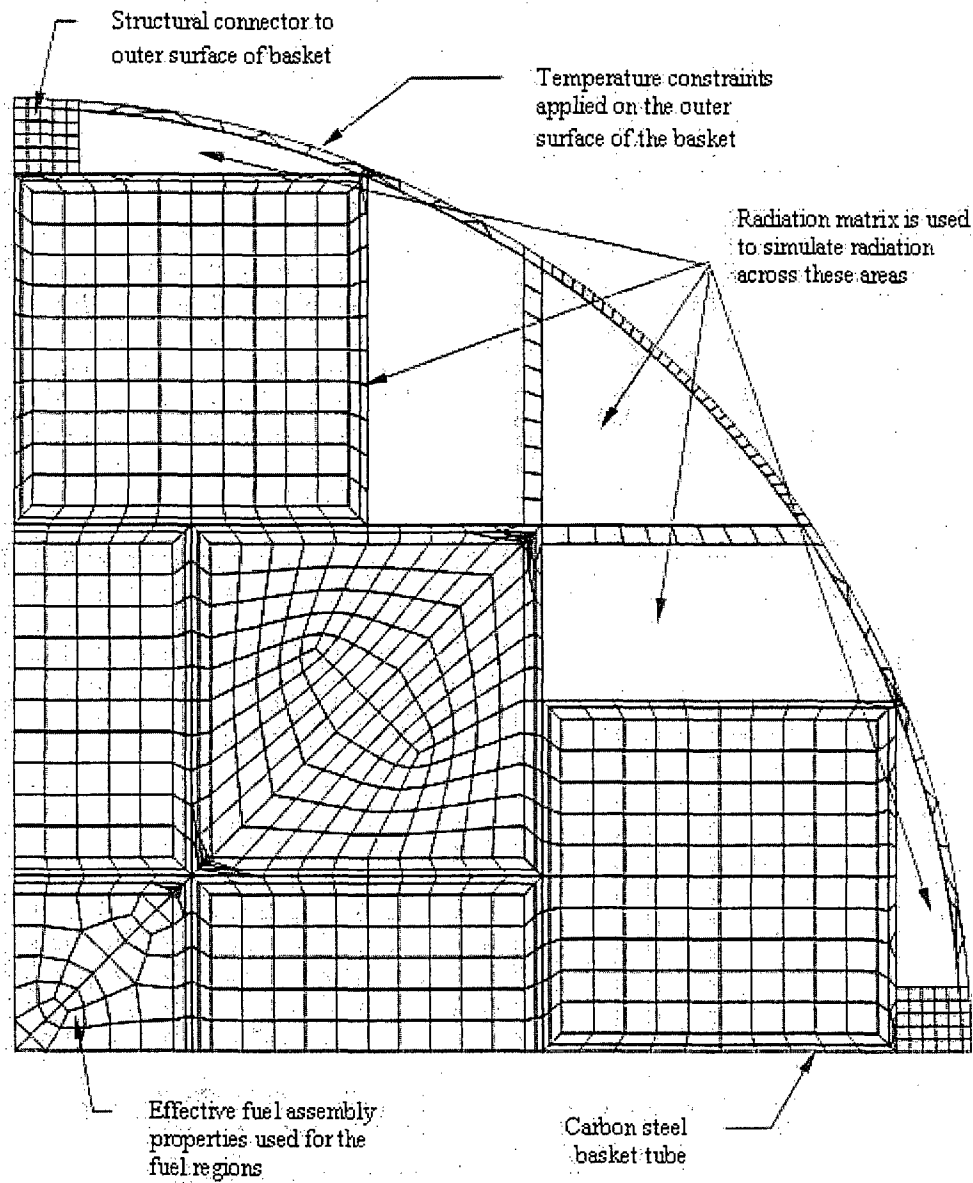 Structural connector to
outer surface of basket
Temperature constraints
applied on the outer
surface of the basket
Radiation matrix is used
to simulate radiation
across these areas
Effective fuel assembly
properties used for the
fuel regions
Carbon steel
basket tube